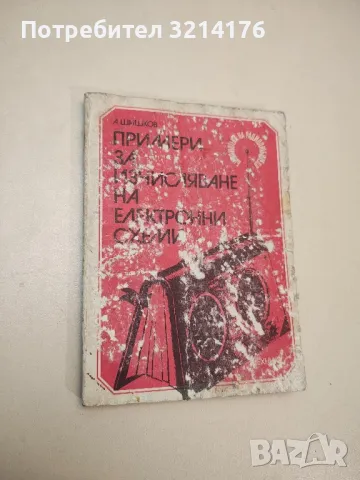 Потребител: 3214176
А. ШИШКОВ
ПРИМЕРИ
ЗА
ИЗЧИСЛЯВАНЕ
НА
ЕЛЕКТРОННИ
СХЕМИ
BAZAR
bg